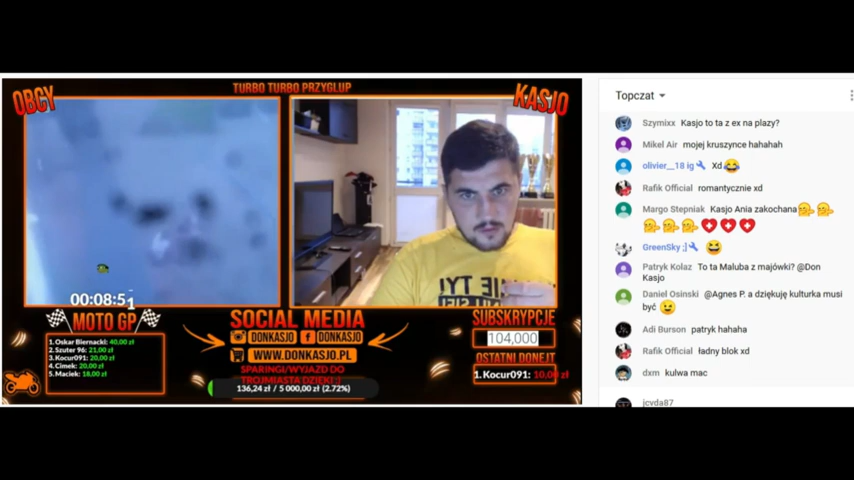 OBCY
TURBO TURBO PRZYGŁUP
KASJO
00:08:51
MOTO GP
1. Oskar Biernacki: 40,00 zł
2. Szuter 96: 21,00 zł
3. Kocur091: 20,00 zł
4. Cimek: 20,00 zł
5. Maciek: 18,00 zł
SOCIAL MEDIA
DONKASJO
f DONKASJO
WWW.DONKASJO.PL
SPARINGI/WYJAZD DO
TROJMIASTA DZIĘKI ;)
136,24 zł / 5 000,00 zł (2.72%)
SUBSKRYPCJE
104,000
OSTATNI DONEJT
1. Kocur091: 10,00 zł
Topczat
Szymixx Kasjo to ta z ex na plazy?
Mikel Air mojej kruszynce hahahah
olivier__18 ig Xd😂
Rafik Official romantycznie xd
Margo Stepniak Kasjo Ania zakochana
GreenSky ;] 😆
Patryk Kolaz To ta Maluba z majówki? @Don
Kasjo
Daniel Osinski @Agnes P. a dziękuję kulturka musi
być 😉
Adi Burson patryk hahaha
Rafik Official ładny blok xd
dxm kulwa mac
jcvda87